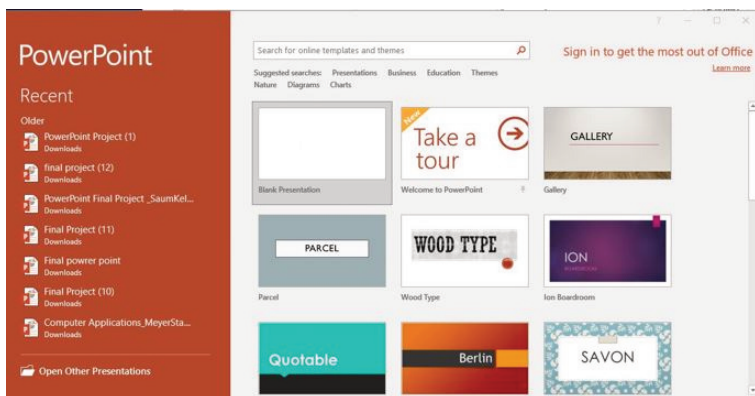 PowerPoint
Recent
Older
PowerPoint Project (1)
Downloads
final project (12)
Downloads
PowerPoint Final Project _SaumKel...
Downloads
Final Project (11)
Downloads
Final powrer point
Downloads
Final Project (10)
Downloads
Computer Applications_MeyerSta...
Downloads
Open Other Presentations
?
Search for online templates and themes
Sign in to get the most out of Office
Learn more
Suggested searches: Presentations Business Education Themes
Nature Diagrams Charts
Blank Presentation
New
Take a
tour
Welcome to PowerPoint
GALLERY
Gallery
PARCEL
Parcel
WOOD TYPE
Wood Type
ION
BOARDROOM
Ion Boardroom
Quotable
Berlin
SAVON